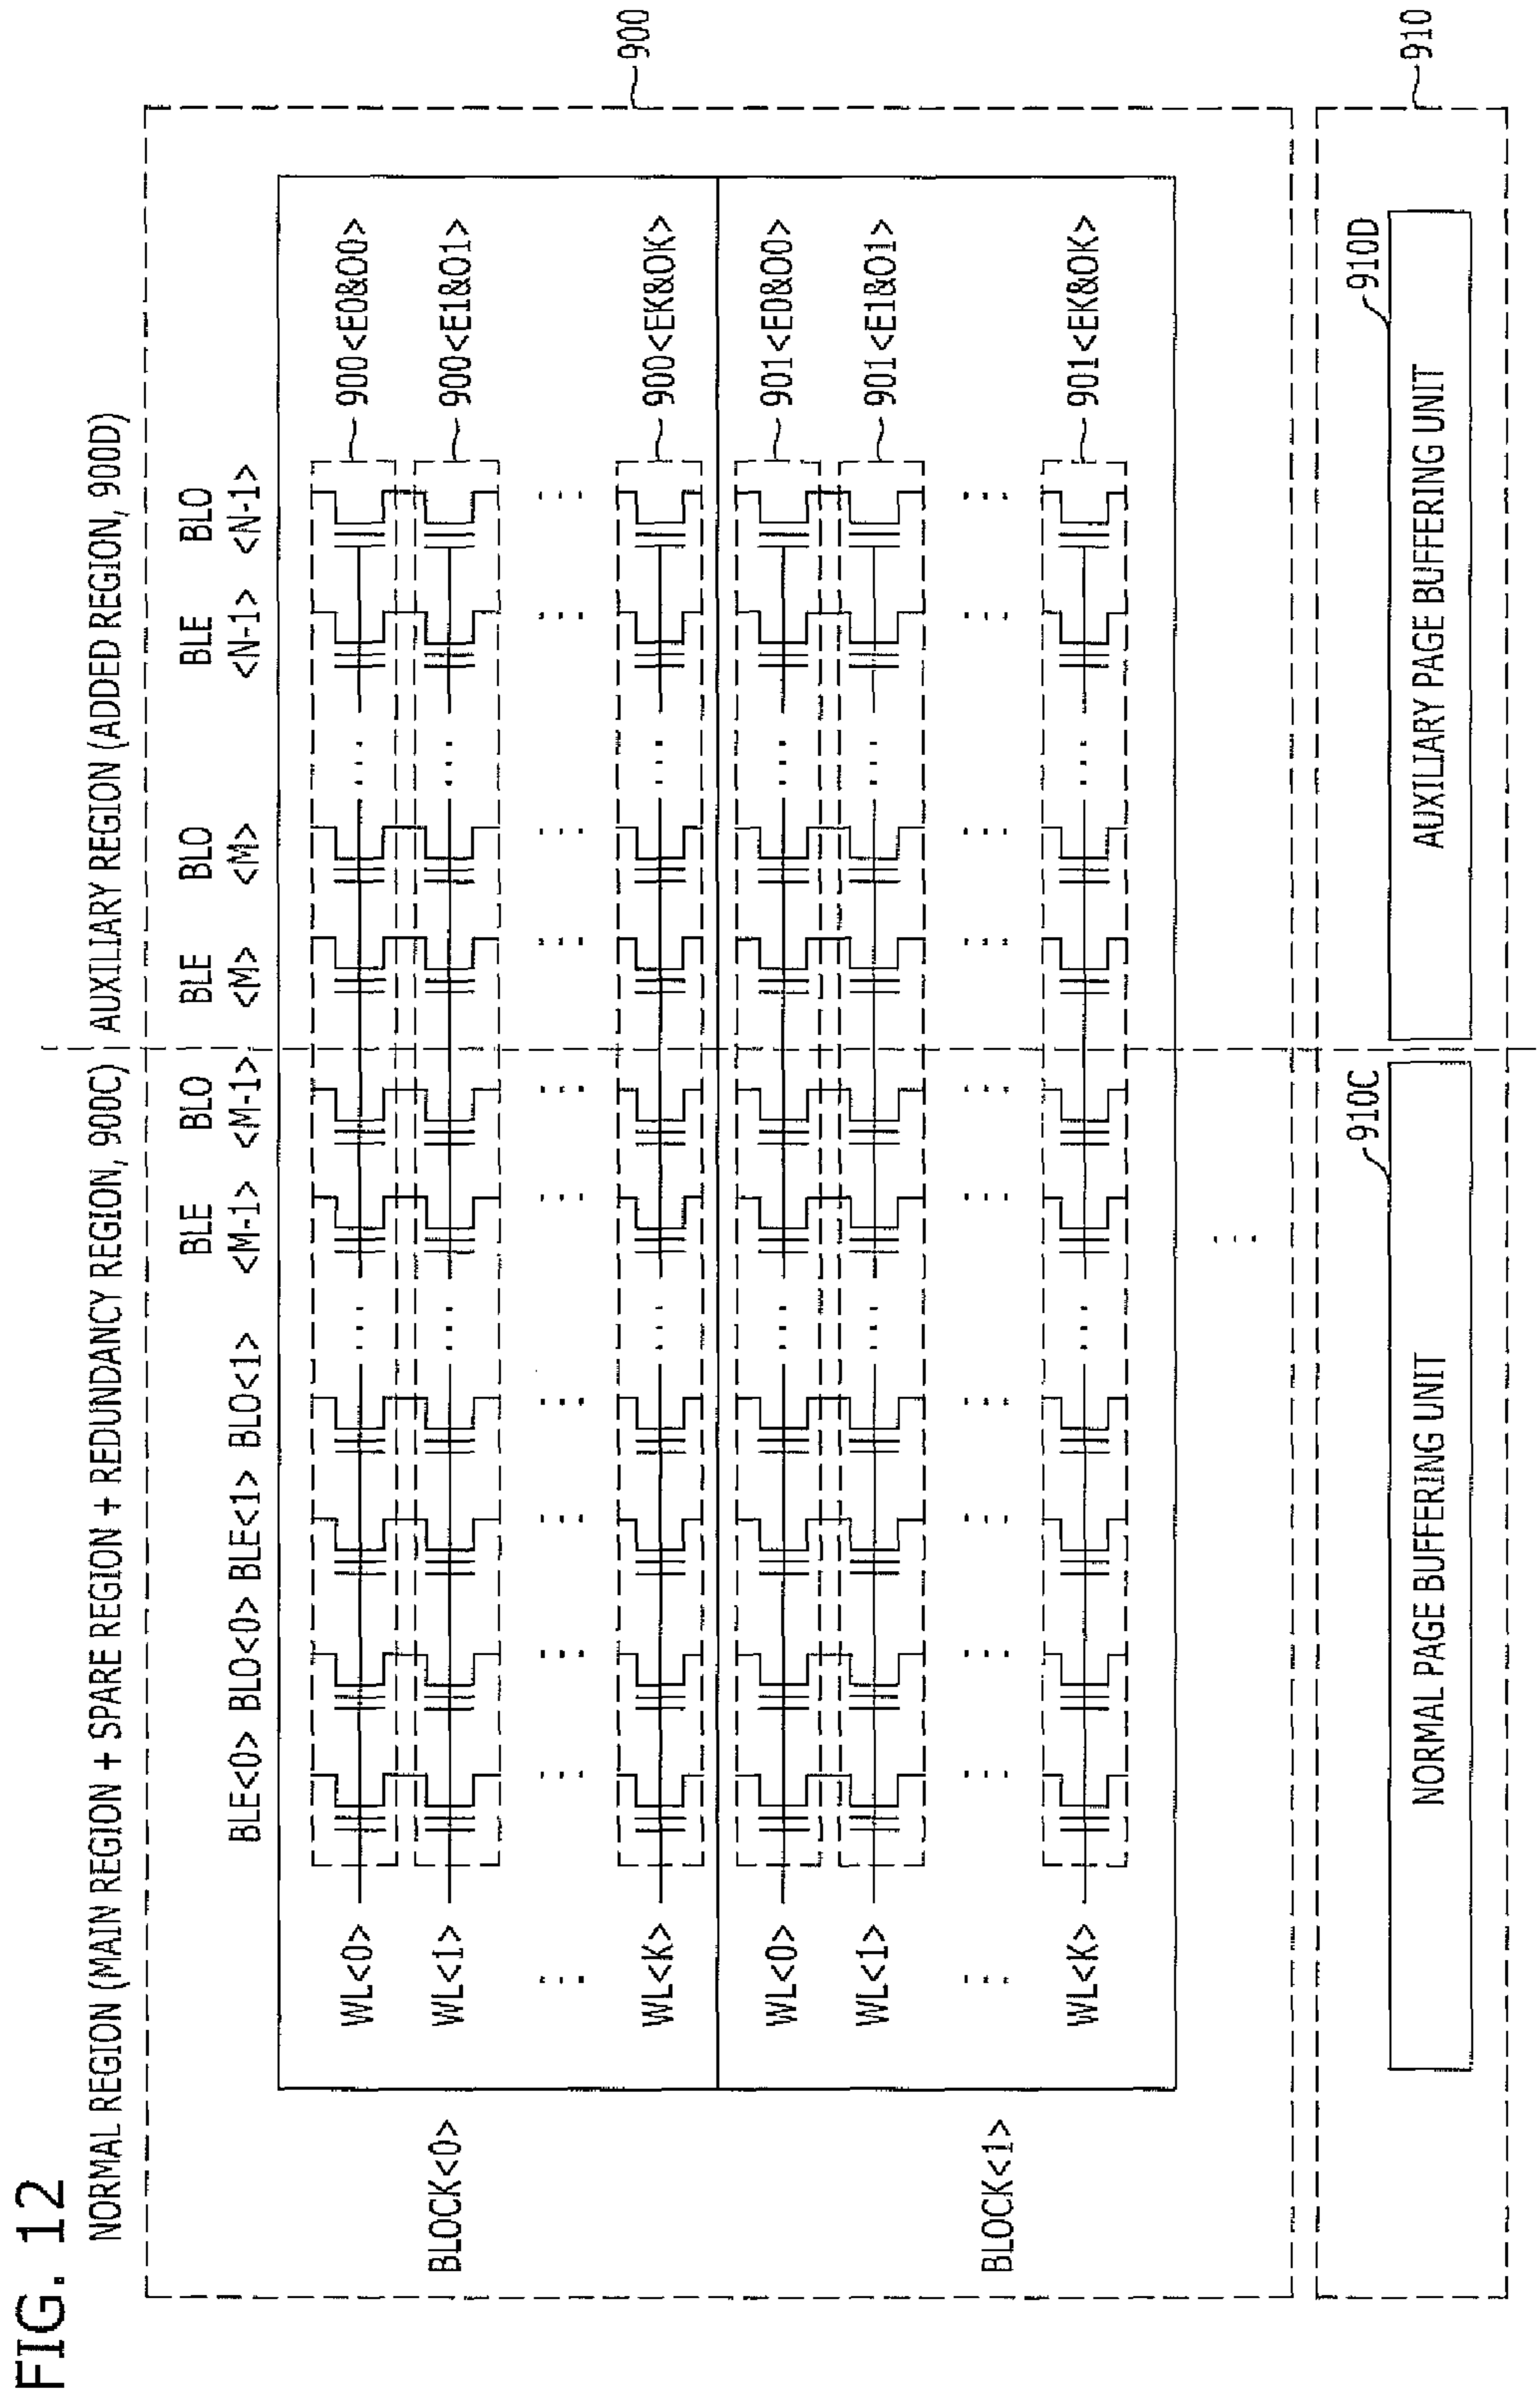 FIG. 12
NORMAL REGION (MAIN REGION + SPARE REGION + REDUNDANCY REGION, 900C) AUXILIARY REGION (ADDED REGION, 900D)
BLE<0> BLO<0> BLE<1> BLO<1> BLE <M-1> BLO <M-1> BLE <M> BLO <M> BLE <N-1> BLO <N-1>
900
BLOCK<0>
WL<0> 900<E0&O0>
WL<1> 900<E1&O1>
...
WL<K> 900<EK&OK>
BLOCK<1>
WL<0> 901<E0&O0>
WL<1> 901<E1&O1>
...
WL<K> 901<EK&OK>
...
910C 910D 910
NORMAL PAGE BUFFERING UNIT AUXILIARY PAGE BUFFERING UNIT